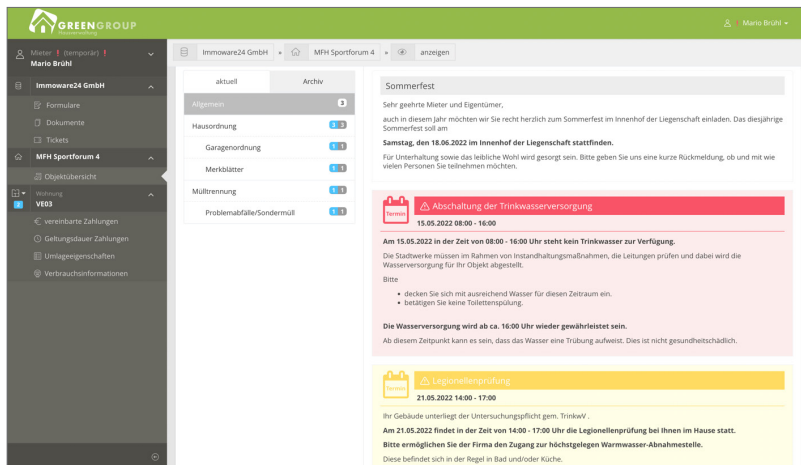 GREENGROUP
Hausverwaltung
! Mario Brühl
Mieter ! (temporär) !
Mario Brühl
Immoware24 GmbH
Formulare
Dokumente
Tickets
MFH Sportforum 4
Objektübersicht
Wohnung
2 VE03
vereinbarte Zahlungen
Geltungsdauer Zahlungen
Umlageeigenschaften
Verbrauchsinformationen
Immoware24 GmbH » MFH Sportforum 4 » anzeigen
aktuell Archiv
Allgemein 3
Hausordnung 3 3
Garagenordnung 1 1
Merkblätter 1 1
Mülltrennung 1 1
Problemabfälle/Sondermüll 1 1
Sommerfest
Sehr geehrte Mieter und Eigentümer,
auch in diesem Jahr möchten wir Sie recht herzlich zum Sommerfest im Innenhof der Liegenschaft einladen. Das diesjährige
Sommerfest soll am
Samstag, den 18.06.2022 im Innenhof der Liegenschaft stattfinden.
Für Unterhaltung sowie das leibliche Wohl wird gesorgt sein. Bitte geben Sie uns eine kurze Rückmeldung, ob und mit wie
vielen Personen Sie teilnehmen möchten.
Termin
Abschaltung der Trinkwasserversorgung
15.05.2022 08:00 - 16:00
Am 15.05.2022 in der Zeit von 08:00 - 16:00 Uhr steht kein Trinkwasser zur Verfügung.
Die Stadtwerke müssen im Rahmen von Instandhaltungsmaßnahmen, die Leitungen prüfen und dabei wird die
Wasserversorgung für Ihr Objekt abgestellt.
Bitte
• decken Sie sich mit ausreichend Wasser für diesen Zeitraum ein.
• betätigen Sie keine Toilettenspülung.
Die Wasserversorgung wird ab ca. 16:00 Uhr wieder gewährleistet sein.
Ab diesem Zeitpunkt kann es sein, dass das Wasser eine Trübung aufweist. Dies ist nicht gesundheitschädlich.
Termin
Legionellenprüfung
21.05.2022 14:00 - 17:00
Ihr Gebäude unterliegt der Untersuchungspflicht gem. TrinkwV .
Am 21.05.2022 findet in der Zeit von 14:00 - 17:00 Uhr die Legionellenprüfung bei Ihnen im Hause statt.
Bitte ermöglichen Sie der Firma den Zugang zur höchstgelegen Warmwasser-Abnahmestelle.
Diese befindet sich in der Regel in Bad und/oder Küche.